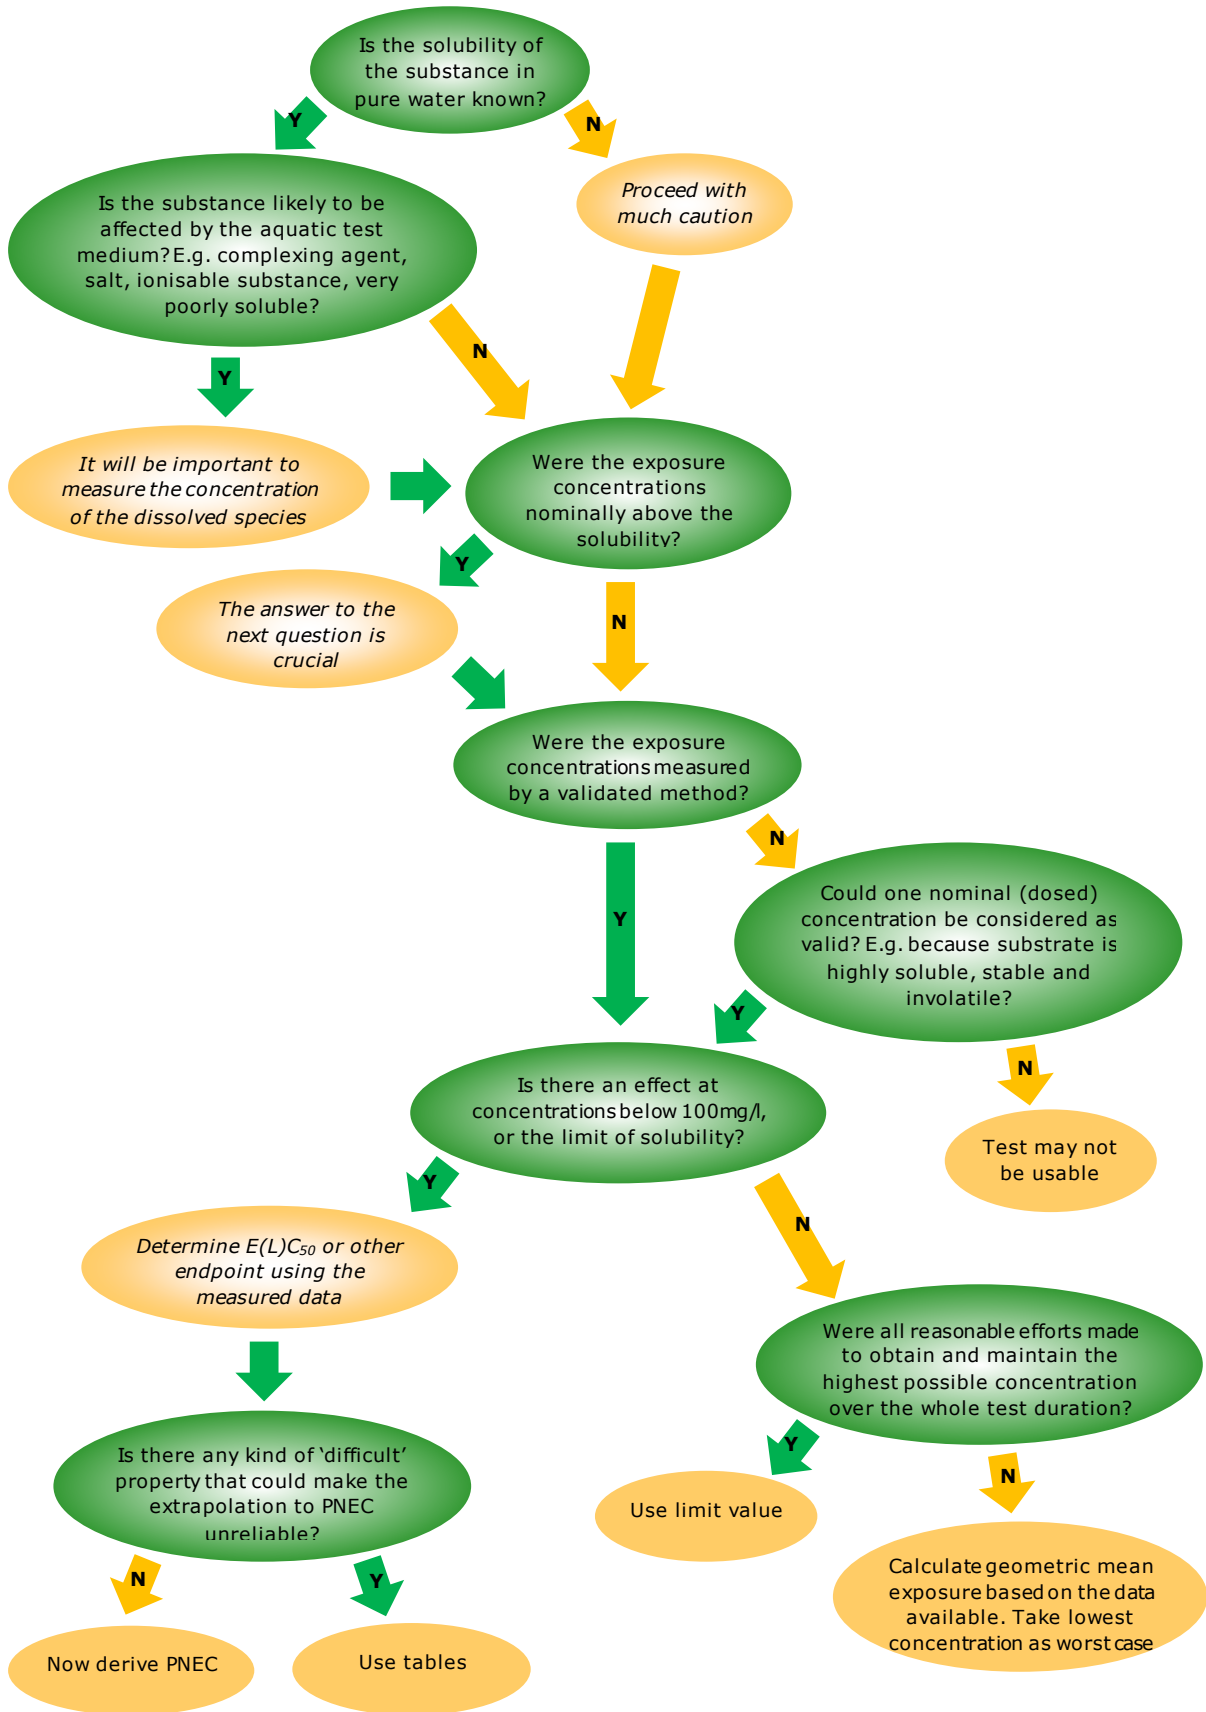 Is the solubility of
the substance in
pure water known?
Y
N
Is the substance likely to be
affected by the aquatic test
medium? E.g. complexing agent,
salt, ionisable substance, very
poorly soluble?
Proceed with
much caution
N
Y
It will be important to
measure the concentration
of the dissolved species
Were the exposure
concentrations
nominally above the
solubility?
Y
The answer to the
next question is
crucial
N
Were the exposure
concentrations measured
by a validated method?
N
Y
Could one nominal (dosed)
concentration be considered as
valid? E.g. because substrate is
highly soluble, stable and
involatile?
Y
N
Is there an effect at
concentrations below 100mg/l,
or the limit of solubility?
Test may not
be usable
Y
N
Determine E(L)C50 or other
endpoint using the
measured data
Were all reasonable efforts made
to obtain and maintain the
highest possible concentration
over the whole test duration?
Is there any kind of ‘difficult’
property that could make the
extrapolation to PNEC
unreliable?
Y
N
Use limit value
Calculate geometric mean
exposure based on the data
available. Take lowest
concentration as worst case
N
Y
Now derive PNEC
Use tables